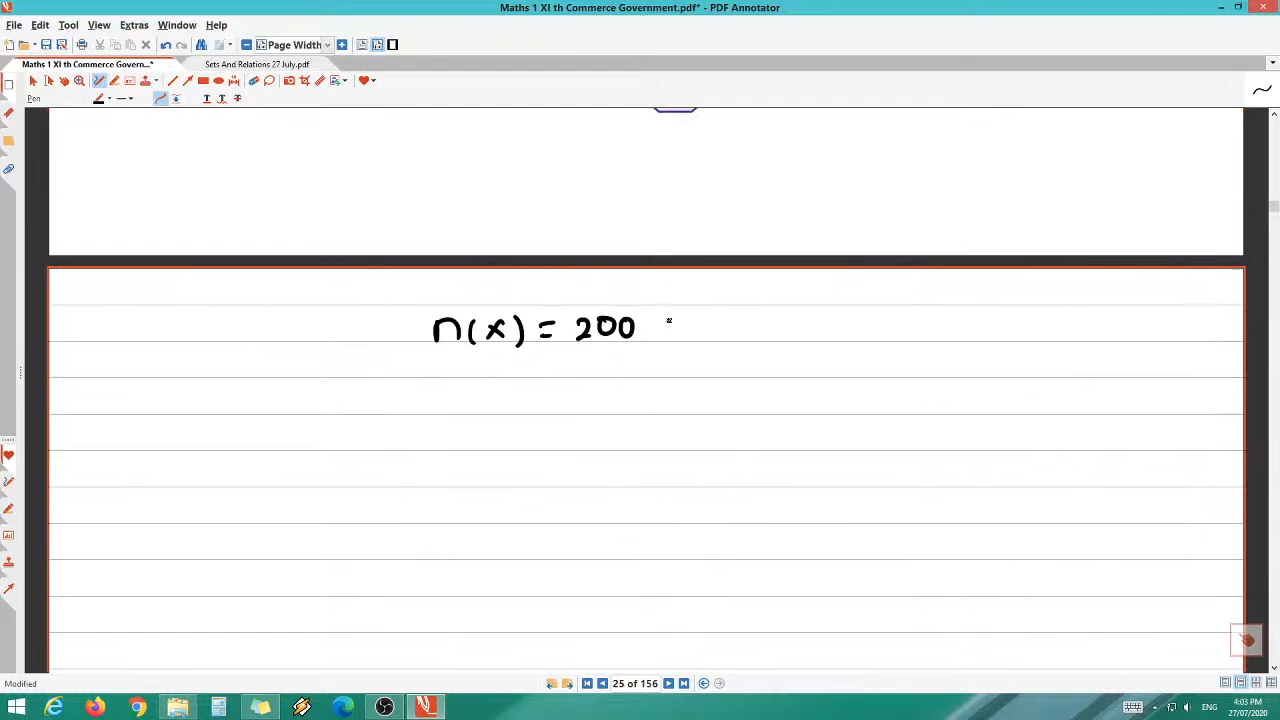 Maths 1 XI th Commerce Government.pdf* - PDF Annotator
File Edit Tool View Extras Window Help
Page Width
Maths 1 XI th Commerce Govern...* Sets And Relations 27 July.pdf
Pen
n(x) = 200
25 of 156
Modified
ENG
4:03 PM
27/07/2020